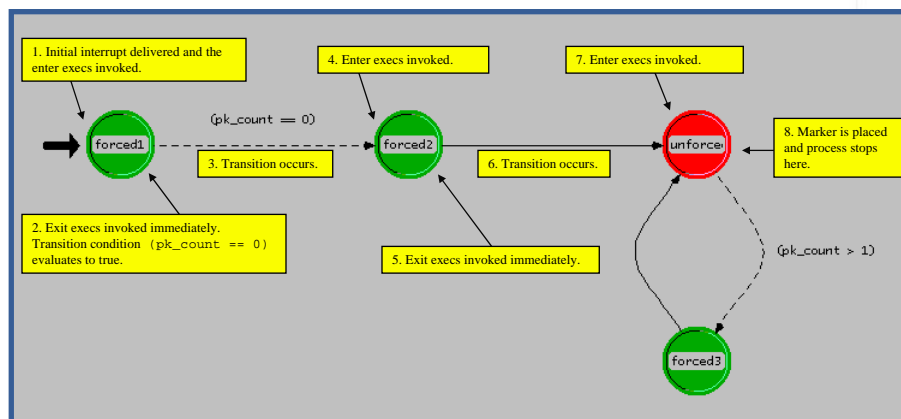 1. Initial interrupt delivered and the
enter execs invoked.
4. Enter execs invoked.
7. Enter execs invoked.
(pk_count == 0)
forced1
forced2
unforced
8. Marker is placed
and process stops
here.
3. Transition occurs.
6. Transition occurs.
2. Exit execs invoked immediately.
Transition condition (pk_count == 0)
evaluates to true.
5. Exit execs invoked immediately.
(pk_count > 1)
forced3